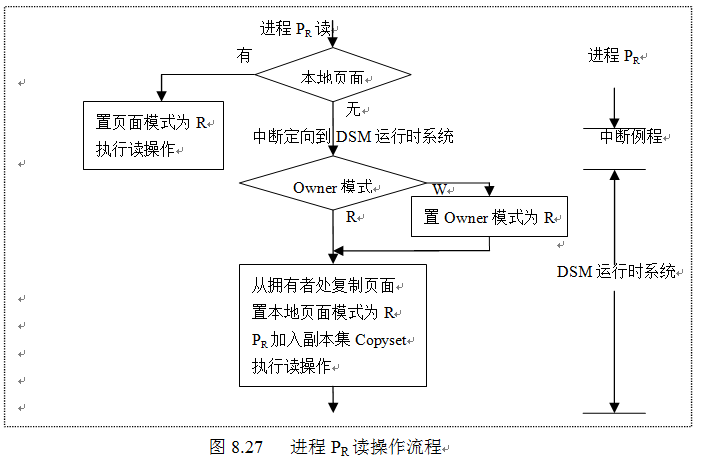 进程 PR 读
有
本地页面
进程 PR
置页面模式为 R
执行读操作
无
中断定向到 DSM 运行时系统
中断例程
Owner 模式
W
R
置 Owner 模式为 R
DSM 运行时系统
从拥有者处复制页面
置本地页面模式为 R
PR 加入副本集 Copyset
执行读操作
图 8.27 进程 PR 读操作流程